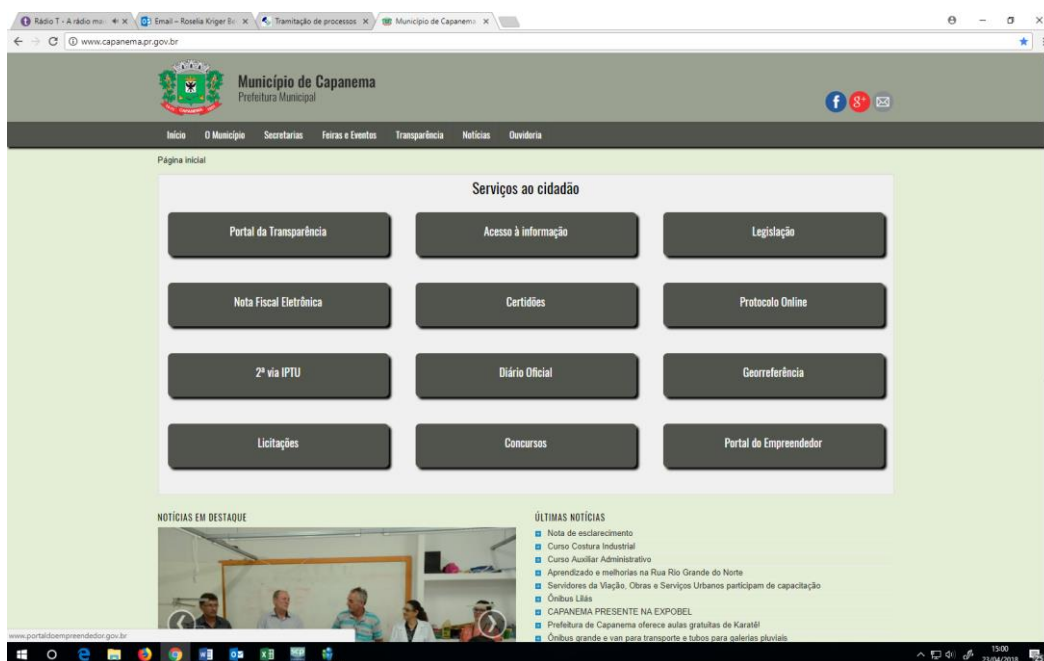 Rádio T - A rádio mai
Email – Roselia Kriger Be
Tramitação de processos
Município de Capanema
www.capanema.pr.gov.br
Município de Capanema
Prefeitura Municipal
Início O Município Secretarias Feiras e Eventos Transparência Notícias Ouvidoria
Página inicial
Serviços ao cidadão
Portal da Transparência Acesso à informação Legislação
Nota Fiscal Eletrônica Certidões Protocolo Online
2ª via IPTU Diário Oficial Georreferência
Licitações Concursos Portal do Empreendedor
NOTÍCIAS EM DESTAQUE
ÚLTIMAS NOTÍCIAS
Nota de esclarecimento
Curso Costura Industrial
Curso Auxiliar Administrativo
Aprendizado e melhorias na Rua Rio Grande do Norte
Servidores da Viação, Obras e Serviços Urbanos participam de capacitação
Ônibus Lilás
CAPANEMA PRESENTE NA EXPOBEL
Prefeitura de Capanema oferece aulas gratuitas de Karatê!
Ônibus grande e van para transporte e tubos para galerias pluviais
www.portaldoempreendedor.gov.br
15:00
23/04/2018